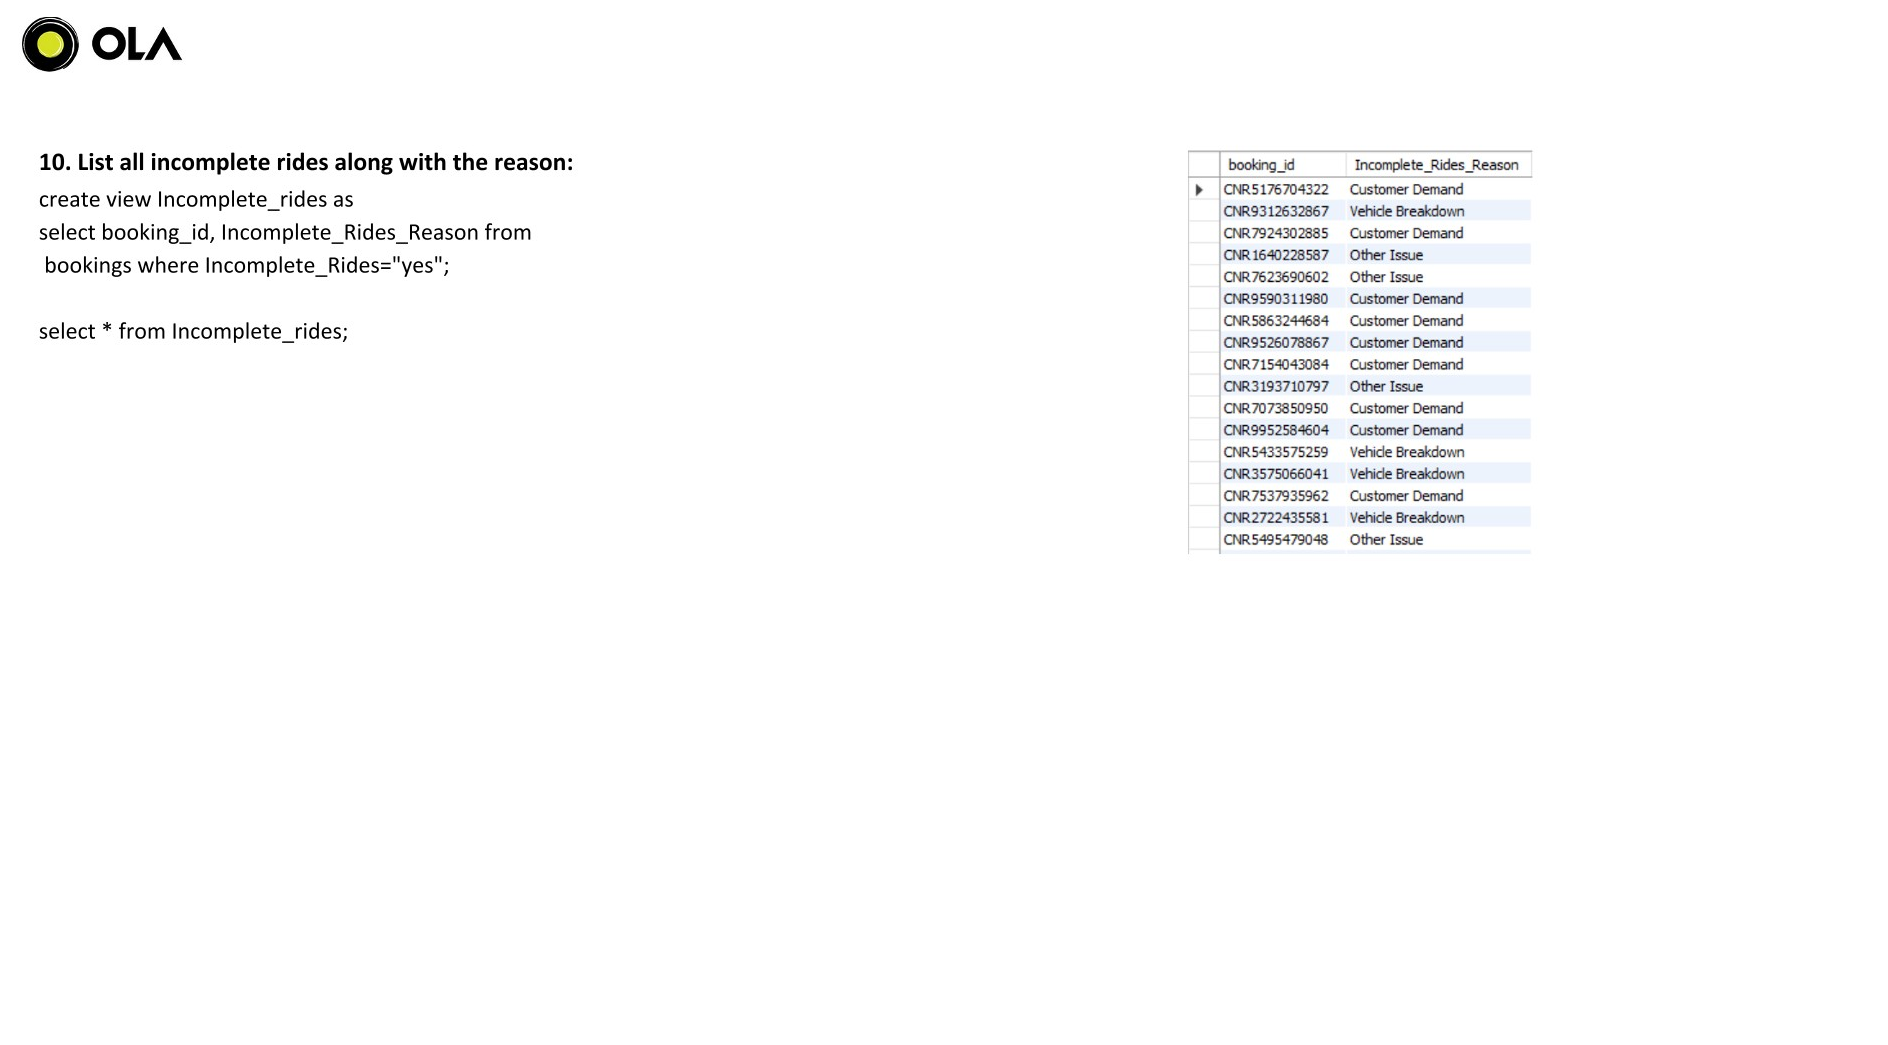 OLA
10. List all incomplete rides along with the reason:
create view Incomplete_rides as
select booking_id, Incomplete_Rides_Reason from
bookings where Incomplete_Rides="yes";
select * from Incomplete_rides;
booking_id Incomplete_Rides_Reason
CNR5176704322 Customer Demand
CNR9312632867 Vehicle Breakdown
CNR7924302885 Customer Demand
CNR1640228587 Other Issue
CNR7623690602 Other Issue
CNR9590311980 Customer Demand
CNR5863244684 Customer Demand
CNR9526078867 Customer Demand
CNR7154043084 Customer Demand
CNR3193710797 Other Issue
CNR7073850950 Customer Demand
CNR9952584604 Customer Demand
CNR5433575259 Vehicle Breakdown
CNR3575066041 Vehicle Breakdown
CNR7537935962 Customer Demand
CNR2722435581 Vehicle Breakdown
CNR5495479048 Other Issue